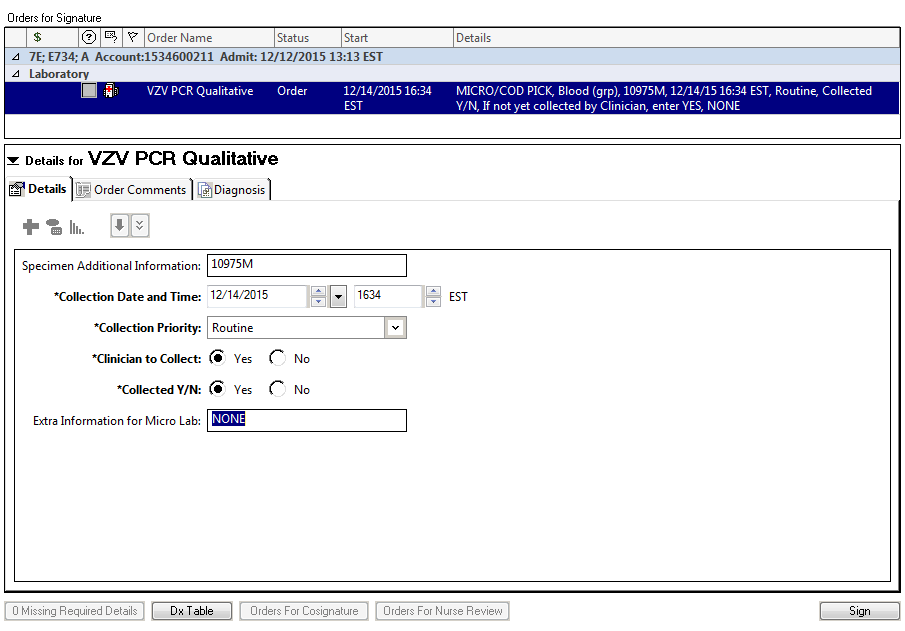 Orders for Signature
$ Order Name Status Start Details
7E; E734; A Account:1534600211 Admit: 12/12/2015 13:13 EST
Laboratory
VZV PCR Qualitative Order 12/14/2015 16:34 EST MICRO/COD PICK, Blood (grp), 10975M, 12/14/15 16:34 EST, Routine, Collected
Y/N, If not yet collected by Clinician, enter YES, NONE
Details for VZV PCR Qualitative
Details Order Comments Diagnosis
Specimen Additional Information: 10975M
*Collection Date and Time: 12/14/2015 1634 EST
*Collection Priority: Routine
*Clinician to Collect: Yes No
*Collected Y/N: Yes No
Extra Information for Micro Lab: NONE
0 Missing Required Details Dx Table Orders For Cosignature Orders For Nurse Review Sign